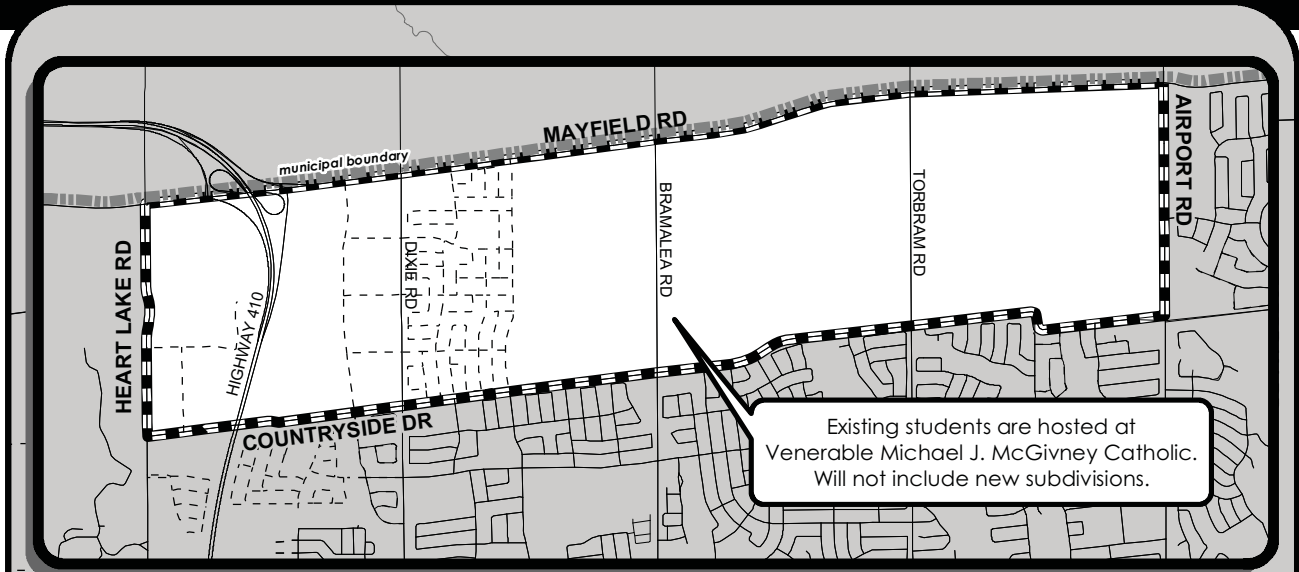 MAYFIELD RD
municipal boundary
AIRPORT RD
TORBRAM RD
BRAMALEA RD
DIXIE RD
HEART LAKE RD
HIGHWAY 410
COUNTRYSIDE DR
Existing students are hosted at
Venerable Michael J. McGivney Catholic.
Will not include new subdivisions.